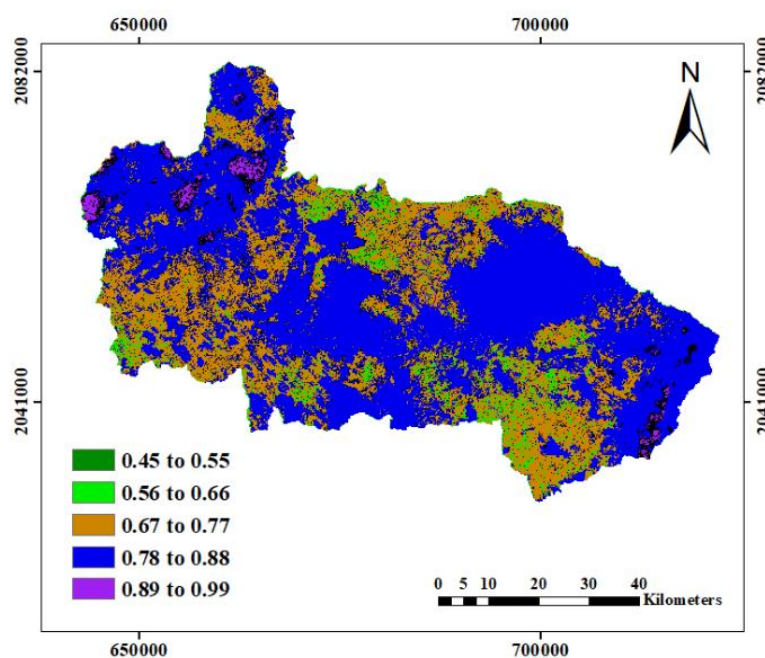 650000 700000
2082000 2082000
N
2041000 2041000
0.45 to 0.55
0.56 to 0.66
0.67 to 0.77
0.78 to 0.88
0.89 to 0.99
0 5 10 20 30 40
Kilometers
650000 700000